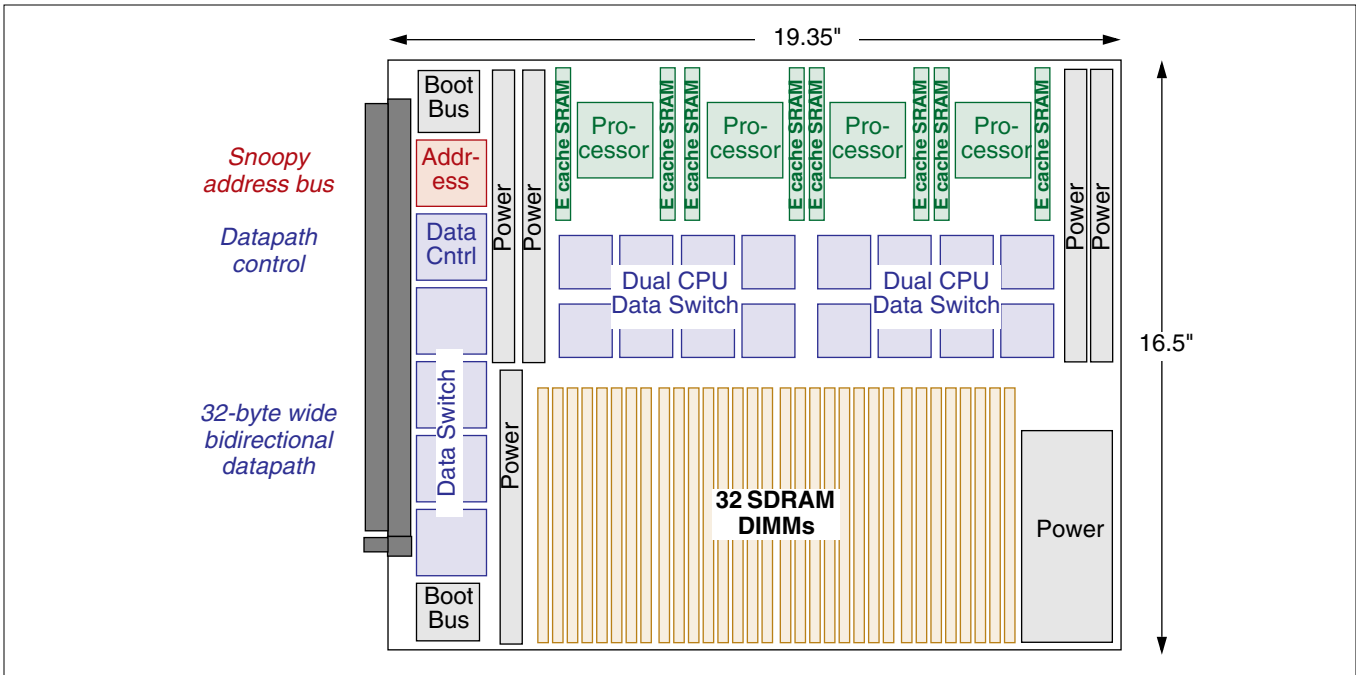 19.35"
Boot
Bus
Snoopy
address bus
Addr-
ess
Datapath
control
Data
Cntrl
Power
Power
E cache SRAM
Pro-
cessor
E cache SRAM
E cache SRAM
Pro-
cessor
E cache SRAM
E cache SRAM
Pro-
cessor
E cache SRAM
E cache SRAM
Pro-
cessor
E cache SRAM
Power
Power
Dual CPU
Data Switch
Dual CPU
Data Switch
16.5"
32-byte wide
bidirectional
datapath
Data Switch
Power
32 SDRAM
DIMMs
Power
Boot
Bus